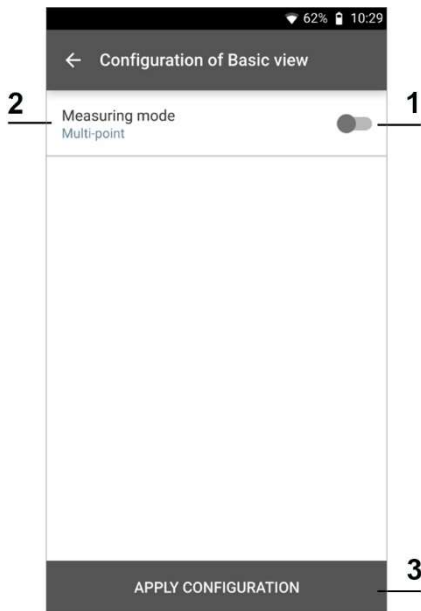 62% 10:29
← Configuration of Basic view
2
Measuring mode
1
Multi-point
APPLY CONFIGURATION
3